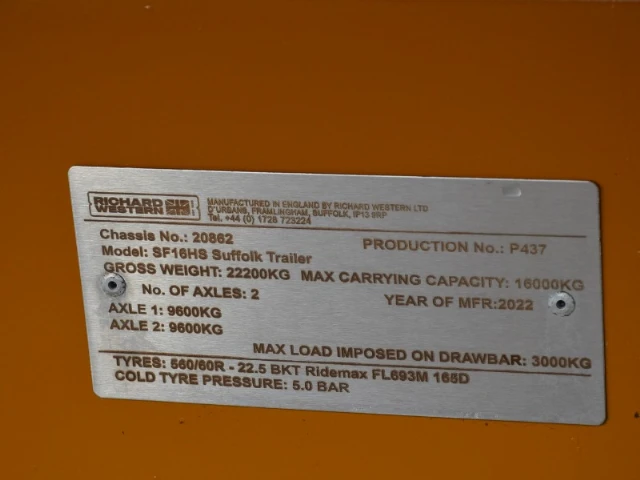 RICHARD WESTERN
MANUFACTURED IN ENGLAND BY RICHARD WESTERN LTD
D'URBANS, FRAMLINGHAM, SUFFOLK, IP13 9RP
Tel. +44 (0) 1728 723224
Chassis No.: 20862
PRODUCTION No.: P437
Model: SF16HS Suffolk Trailer
GROSS WEIGHT: 22200KG MAX CARRYING CAPACITY: 16000KG
No. OF AXLES: 2
YEAR OF MFR:2022
AXLE 1: 9600KG
AXLE 2: 9600KG
MAX LOAD IMPOSED ON DRAWBAR: 3000KG
TYRES: 560/60R - 22.5 BKT Ridemax FL693M 165D
COLD TYRE PRESSURE: 5.0 BAR